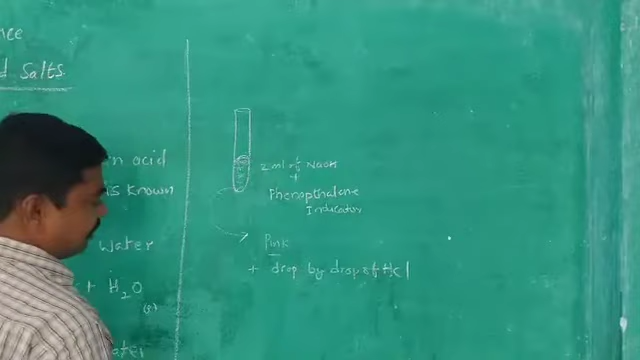 nce
d salts
n acid
is known
water
+ H2O
2 ml of NaOH
+
Phenopthalene
Indicator
Pink
+ drop by drop of HCl
ater